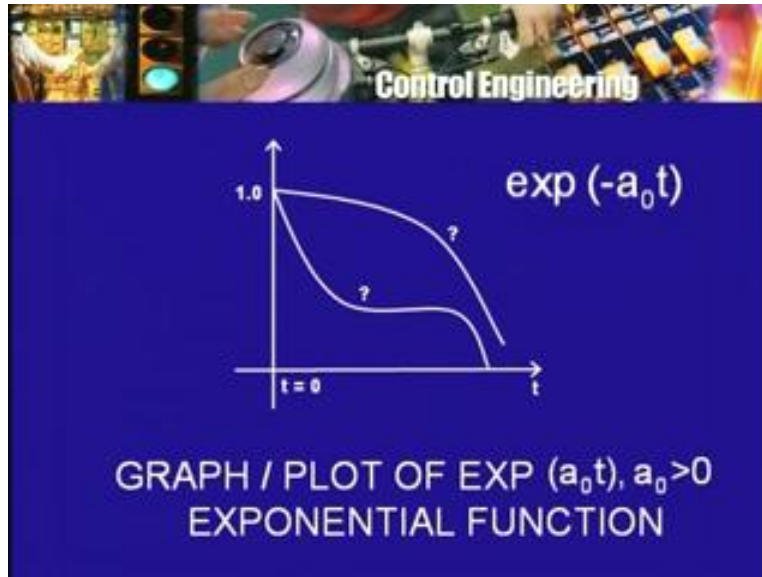 Control Engineering
exp (-a₀t)
1.0
?
?
t = 0
t
GRAPH / PLOT OF EXP (a₀t), a₀>0
EXPONENTIAL FUNCTION